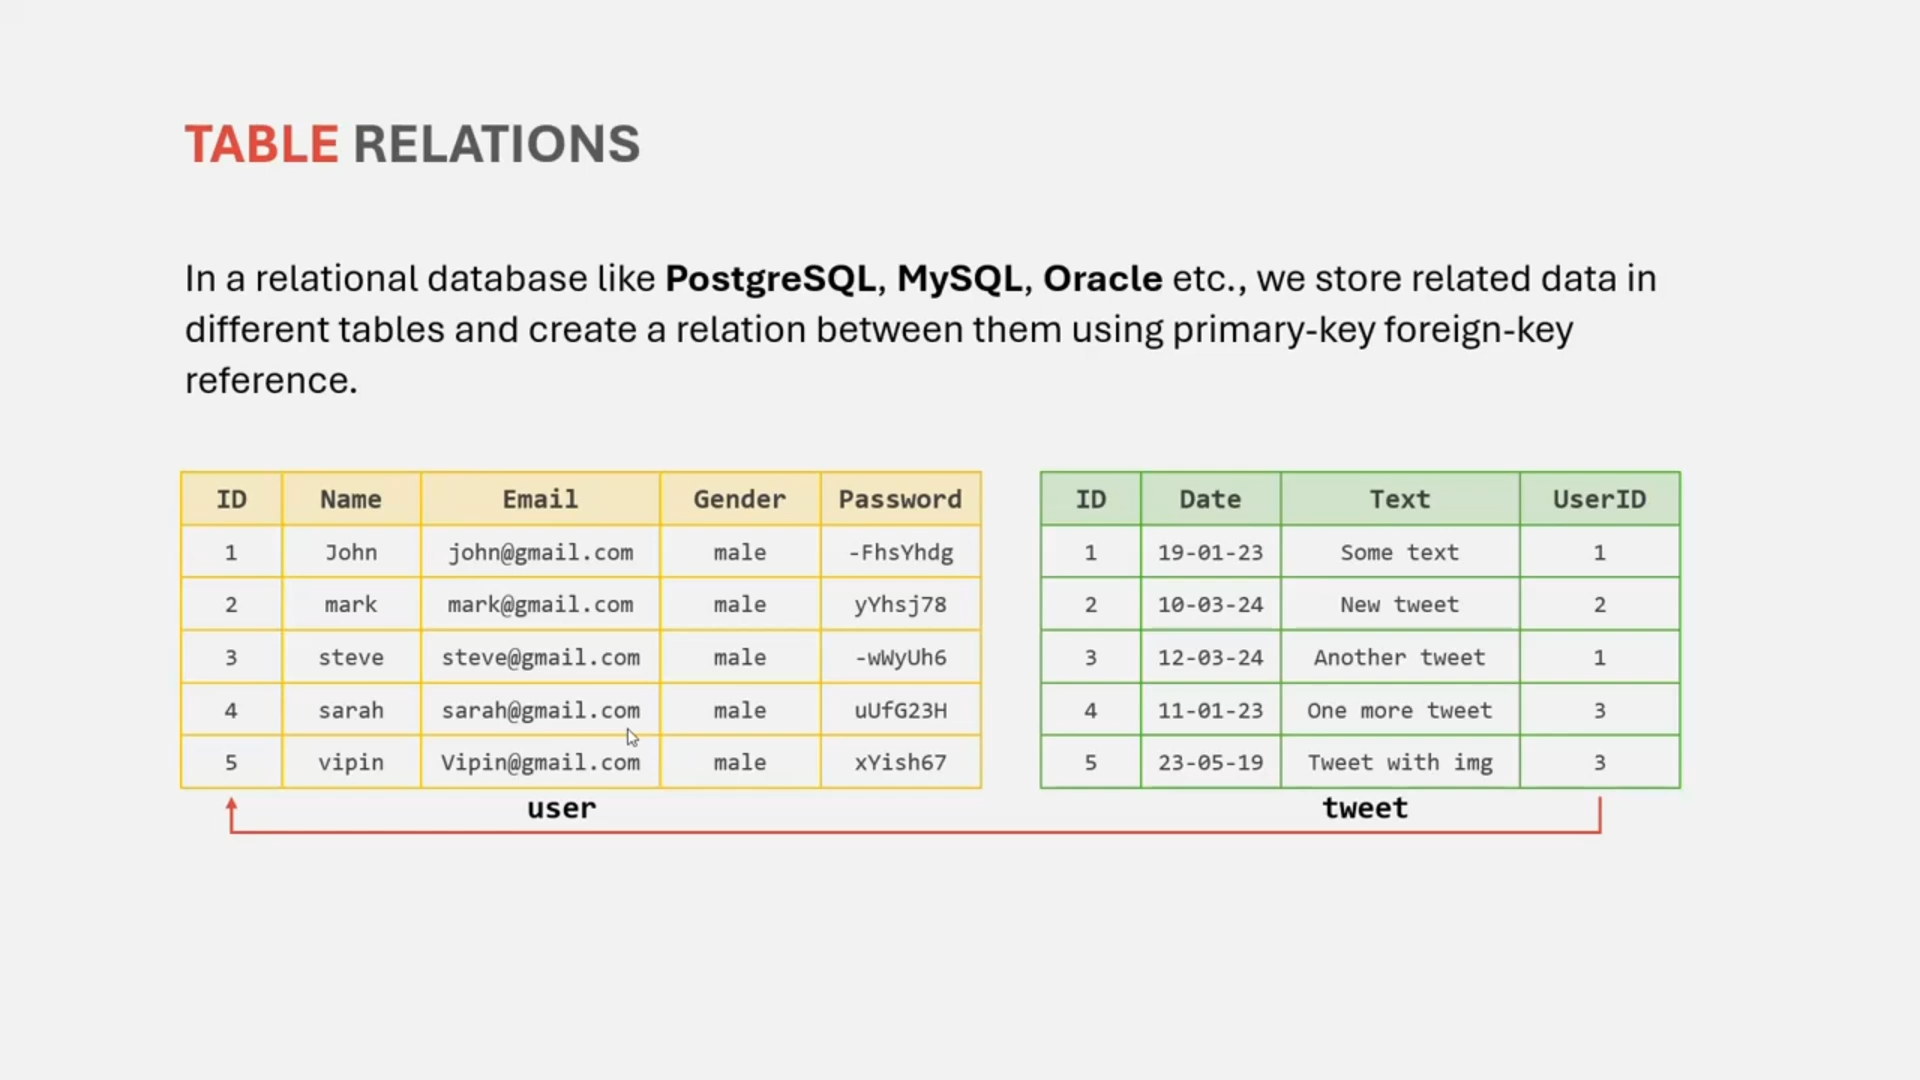 TABLE RELATIONS
In a relational database like PostgreSQL, MySQL, Oracle etc., we store related data in
different tables and create a relation between them using primary-key foreign-key
reference.
ID Name Email Gender Password
1 John john@gmail.com male -FhsYhdg
2 mark mark@gmail.com male yYhsj78
3 steve steve@gmail.com male -wWyUh6
4 sarah sarah@gmail.com male uUfG23H
5 vipin Vipin@gmail.com male xYish67
user
ID Date Text UserID
1 19-01-23 Some text 1
2 10-03-24 New tweet 2
3 12-03-24 Another tweet 1
4 11-01-23 One more tweet 3
5 23-05-19 Tweet with img 3
tweet